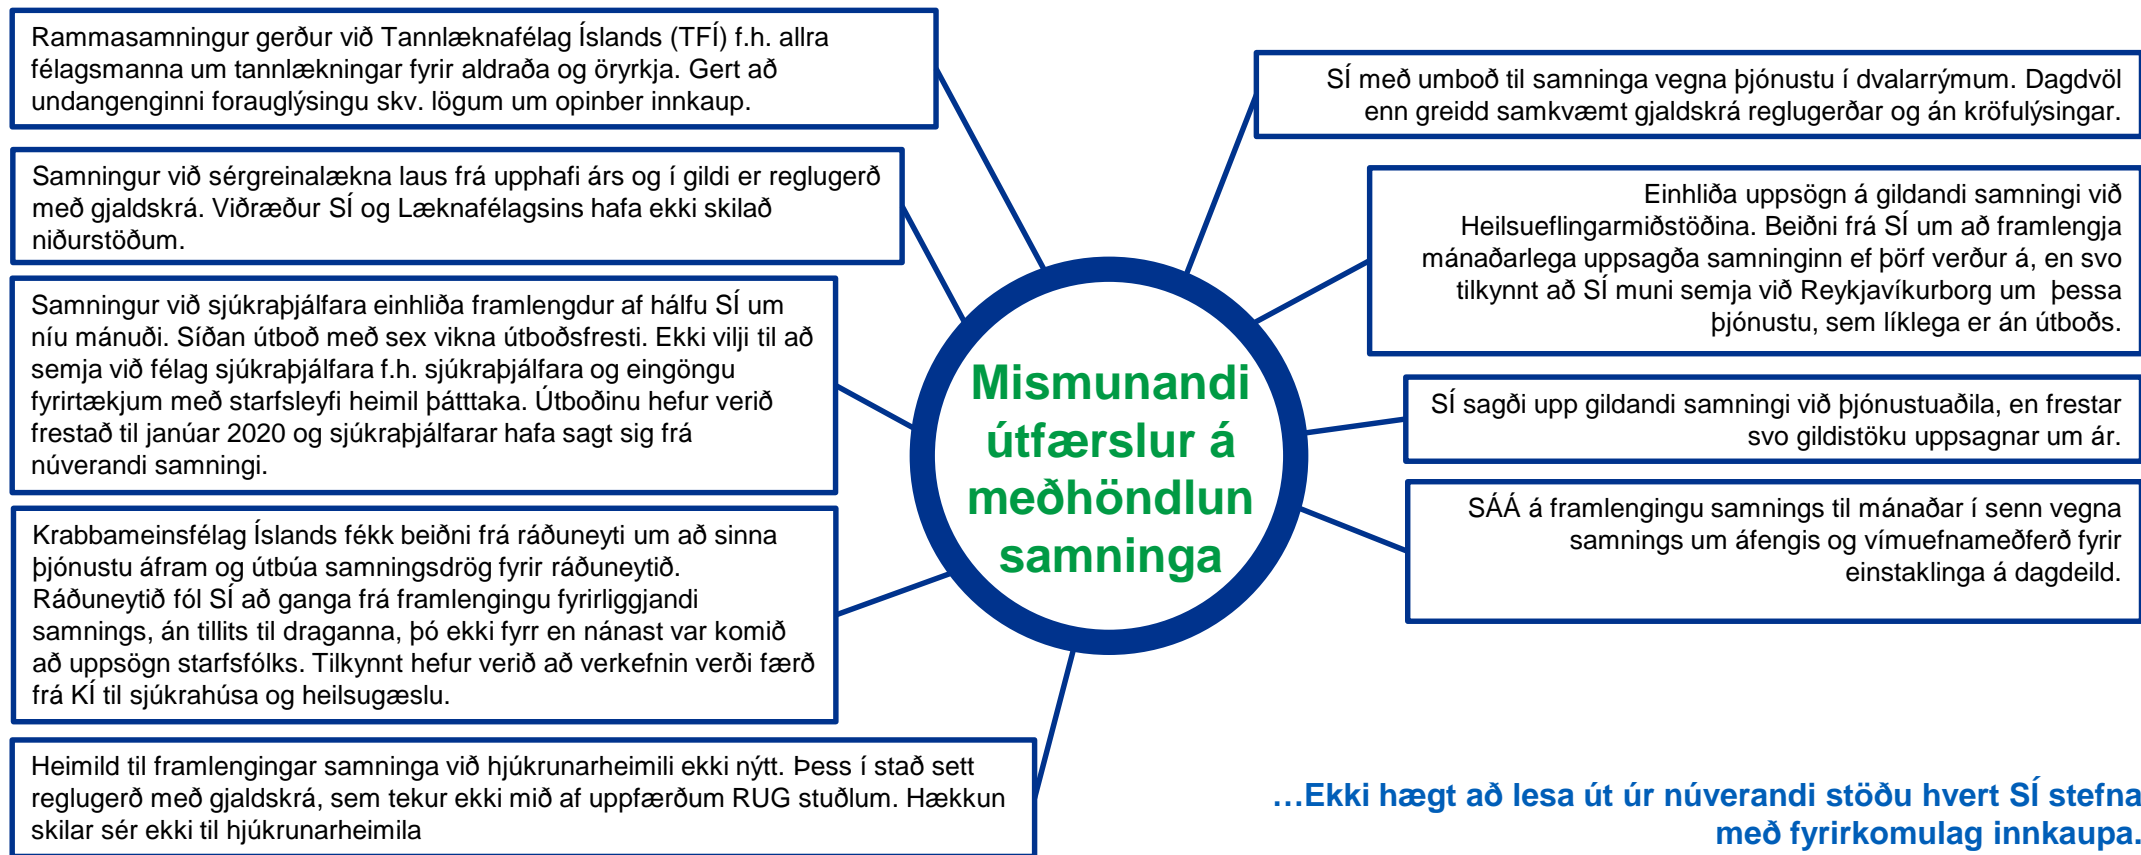 Rammasamningur gerður við Tannlæknafélag Íslands (TFÍ) f.h. allra
félagsmanna um tannlækningar fyrir aldraða og öryrkja. Gert að
undangenginni forauglýsingu skv. lögum um opinber innkaup.
Samningur við sérgreinalækna laus frá upphafi árs og í gildi er reglugerð
með gjaldskrá. Viðræður SÍ og Læknafélagsins hafa ekki skilað
niðurstöðum.
Samningur við sjúkraþjálfara einhliða framlengdur af hálfu SÍ um
níu mánuði. Síðan útboð með sex vikna útboðsfresti. Ekki vilji til að
semja við félag sjúkraþjálfara f.h. sjúkraþjálfara og eingöngu
fyrirtækjum með starfsleyfi heimil þátttaka. Útboðinu hefur verið
frestað til janúar 2020 og sjúkraþjálfarar hafa sagt sig frá
núverandi samningi.
Krabbameinsfélag Íslands fékk beiðni frá ráðuneyti um að sinna
þjónustu áfram og útbúa samningsdrög fyrir ráðuneytið.
Ráðuneytið fól SÍ að ganga frá framlengingu fyrirliggjandi
samnings, án tillits til draganna, þó ekki fyrr en nánast var komið
að uppsögn starfsfólks. Tilkynnt hefur verið að verkefnin verði færð
frá KÍ til sjúkrahúsa og heilsugæslu.
Heimild til framlengingar samninga við hjúkrunarheimili ekki nýtt. Þess í stað sett
reglugerð með gjaldskrá, sem tekur ekki mið af uppfærðum RUG stuðlum. Hækkun
skilar sér ekki til hjúkrunarheimila
Mismunandi
útfærslur á
meðhöndlun
samninga
SÍ með umboð til samninga vegna þjónustu í dvalarrýmum. Dagdvöl
enn greidd samkvæmt gjaldskrá reglugerðar og án kröfulýsingar.
Einhliða uppsögn á gildandi samningi við
Heilsueflingarmiðstöðina. Beiðni frá SÍ um að framlengja
mánaðarlega uppsagða samninginn ef þörf verður á, en svo
tilkynnt að SÍ muni semja við Reykjavíkurborg um þessa
þjónustu, sem líklega er án útboðs.
SÍ sagði upp gildandi samningi við þjónustuaðila, en frestar
svo gildistöku uppsagnar um ár.
SÁÁ á framlengingu samnings til mánaðar í senn vegna
samnings um áfengis og vímuefnameðferð fyrir
einstaklinga á dagdeild.
…Ekki hægt að lesa út úr núverandi stöðu hvert SÍ stefna
með fyrirkomulag innkaupa.